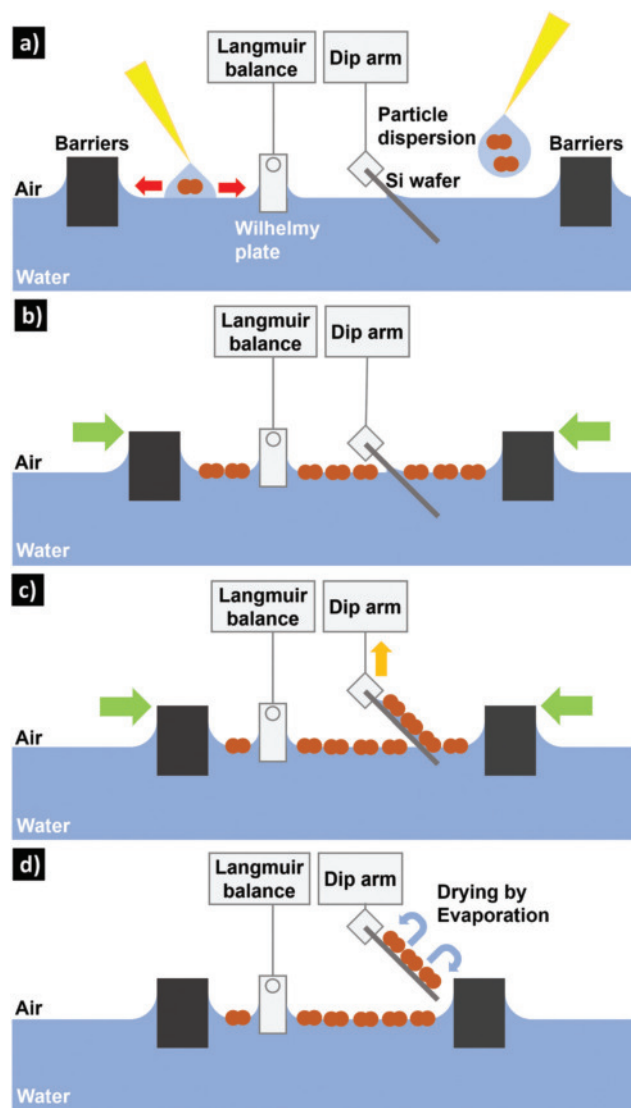 a)
Langmuir
balance
Dip arm
Particle
dispersion
Barriers
Barriers
Air
Si wafer
Wilhelmy
plate
Water
b)
Langmuir
balance
Dip arm
Air
Water
c)
Langmuir
balance
Dip arm
Air
Water
d)
Langmuir
balance
Dip arm
Drying by
Evaporation
Air
Water